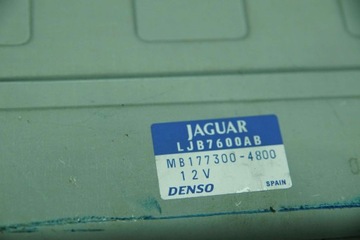 JAGUAR
LJB7600AB
MB177300-4800
12V
DENSO SPAIN